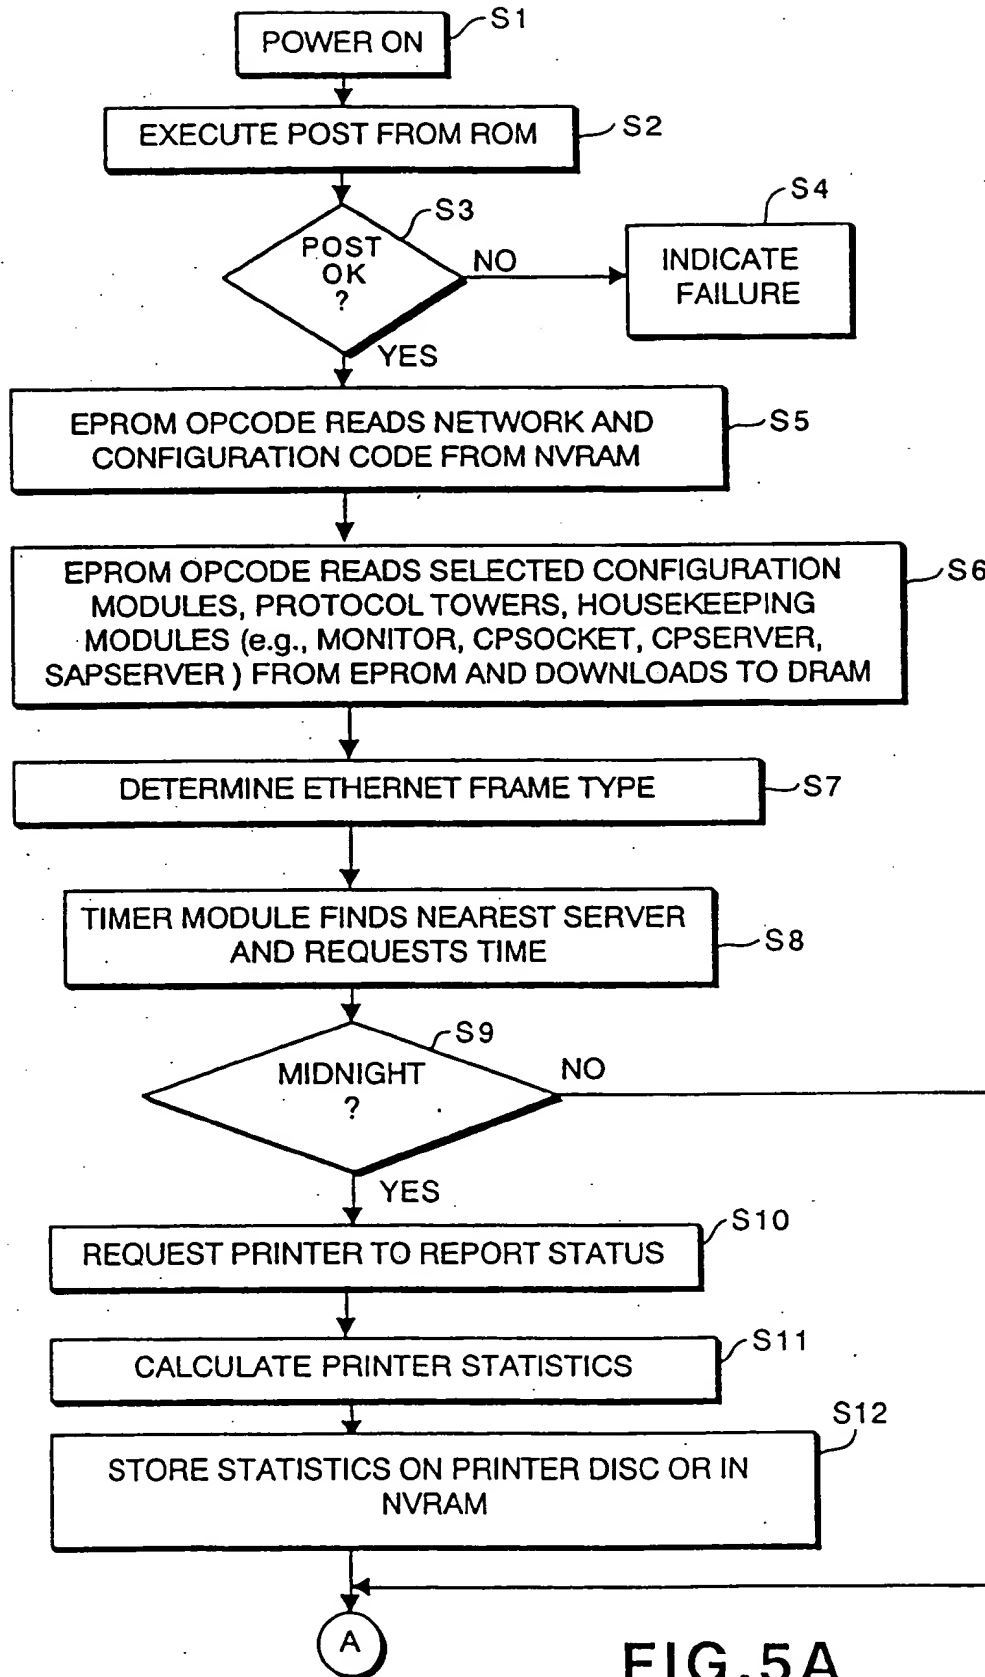 POWER ON
S1
EXECUTE POST FROM ROM
S2
POST
OK
?
S3
NO
INDICATE
FAILURE
S4
YES
EPROM OPCODE READS NETWORK AND
CONFIGURATION CODE FROM NVRAM
S5
EPROM OPCODE READS SELECTED CONFIGURATION
MODULES, PROTOCOL TOWERS, HOUSEKEEPING
MODULES (e.g., MONITOR, CPSOCKET, CPSERVER,
SAPSERVER ) FROM EPROM AND DOWNLOADS TO DRAM
S6
DETERMINE ETHERNET FRAME TYPE
S7
TIMER MODULE FINDS NEAREST SERVER
AND REQUESTS TIME
S8
MIDNIGHT
?
S9
NO
YES
REQUEST PRINTER TO REPORT STATUS
S10
CALCULATE PRINTER STATISTICS
S11
STORE STATISTICS ON PRINTER DISC OR IN
NVRAM
S12
A
FIG.5A